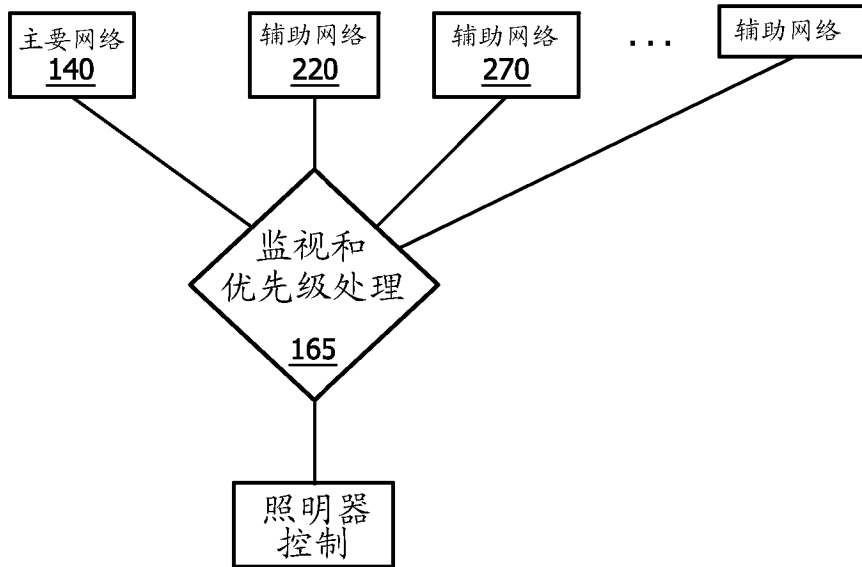 主要网络
140
辅助网络
220
辅助网络
270
...
辅助网络
监视和
优先级处理
165
照明器
控制